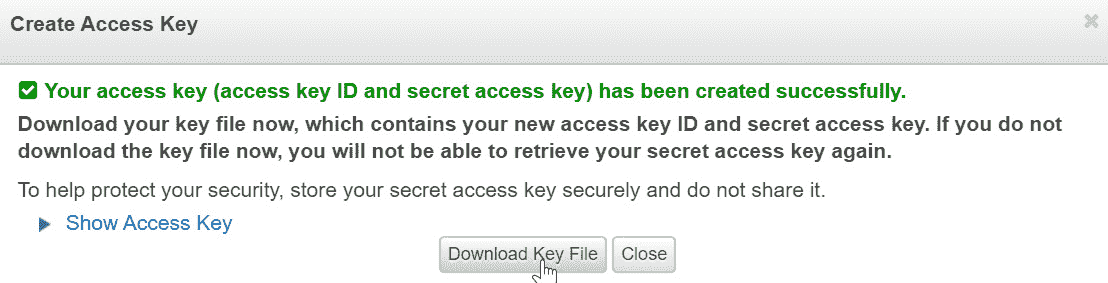 Create Access Key
Your access key (access key ID and secret access key) has been created successfully.
Download your key file now, which contains your new access key ID and secret access key. If you do not
download the key file now, you will not be able to retrieve your secret access key again.
To help protect your security, store your secret access key securely and do not share it.
Show Access Key
Download Key File Close